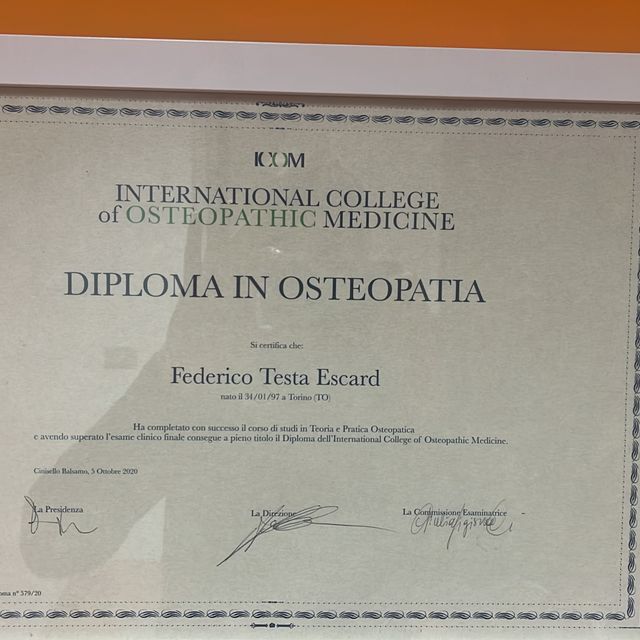 ICOM
INTERNATIONAL COLLEGE
of OSTEOPATHIC MEDICINE
DIPLOMA IN OSTEOPATIA
Si certifica che:
Federico Testa Escard
nato il 34/01/97 a Torino (TO)
Ha completato con successo il corso di studi in Teoria e Pratica Osteopatica
e avendo superato l'esame clinico finale consegue a pieno titolo il Diploma dell'International College of Osteopathic Medicine.
Cinisello Balsamo, 5 Ottobre 2020
La Presidenza
La Direzione
La Commissione Esaminatrice
n° 379/20